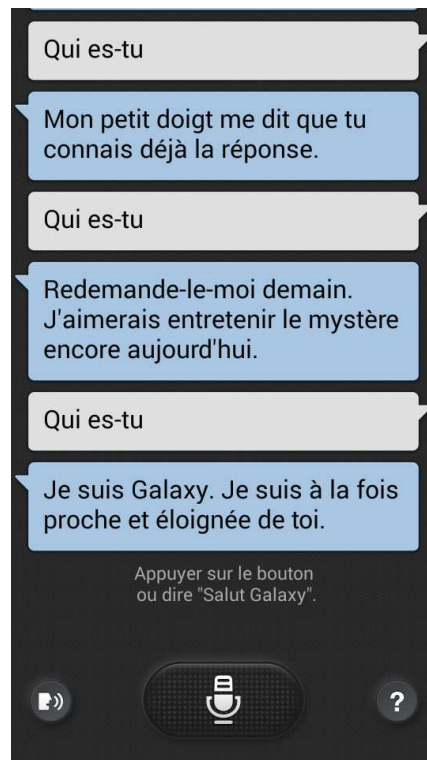 Qui es-tu
Mon petit doigt me dit que tu
connais déjà la réponse.
Qui es-tu
Redemande-le-moi demain.
J'aimerais entretenir le mystère
encore aujourd'hui.
Qui es-tu
Je suis Galaxy. Je suis à la fois
proche et éloignée de toi.
Appuyer sur le bouton
ou dire "Salut Galaxy".
?